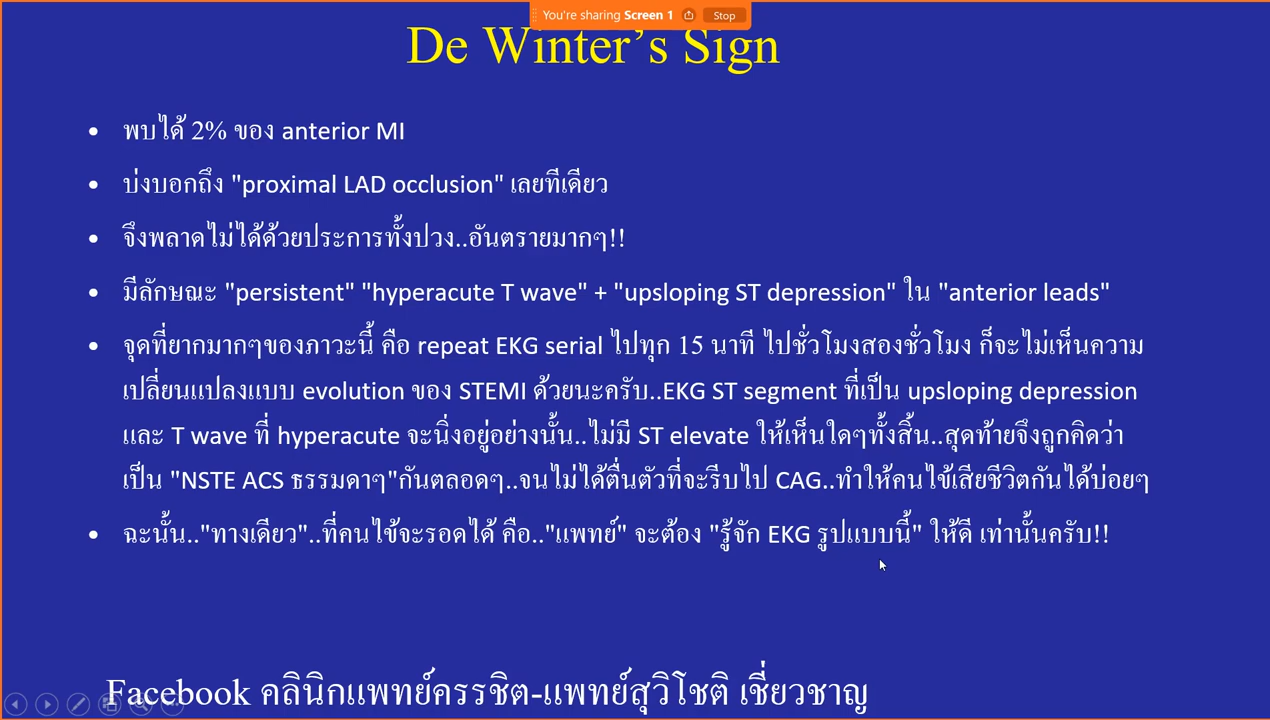 You're sharing Screen 1 Stop
De Winter's Sign
• พบได้ 2% ของ anterior MI
• บ่งบอกถึง "proximal LAD occlusion" เลยทีเดียว
• จึงพลาดไม่ได้ด้วยประการทั้งปวง..อันตรายมากๆ!!
• มีลักษณะ "persistent" "hyperacute T wave" + "upsloping ST depression" ใน "anterior leads"
• จุดที่ยากมากๆของภาวะนี้ คือ repeat EKG serial ไปทุก 15 นาที ไปชั่วโมงสองชั่วโมง ก็จะไม่เห็นความ
เปลี่ยนแปลงแบบ evolution ของ STEMI ด้วยนะครับ..EKG ST segment ที่เป็น upsloping depression
และ T wave ที่ hyperacute จะนิ่งอยู่อย่างนั้น..ไม่มี ST elevate ให้เห็นใดๆทั้งสิ้น..สุดท้ายจึงถูกคิดว่า
เป็น "NSTE ACS ธรรมดาๆ"กันตลอดๆ..จนไม่ได้ตื่นตัวที่จะรีบไป CAG..ทำให้คนไข้เสียชีวิตกันได้บ่อยๆ
• ฉะนั้น.."ทางเดียว"..ที่คนไข้จะรอดได้ คือ.."แพทย์" จะต้อง "รู้จัก EKG รูปแบบนี้" ให้ดี เท่านั้นครับ!!
Facebook คลินิกแพทย์ครรชิต-แพทย์สุวิโชติ เชี่ยวชาญ